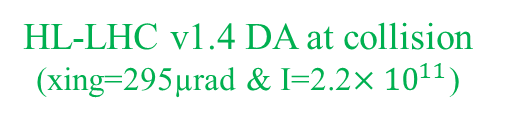 HL-LHC v1.4 DA at collision
(xing=295μrad & I=2.2× 10¹¹)